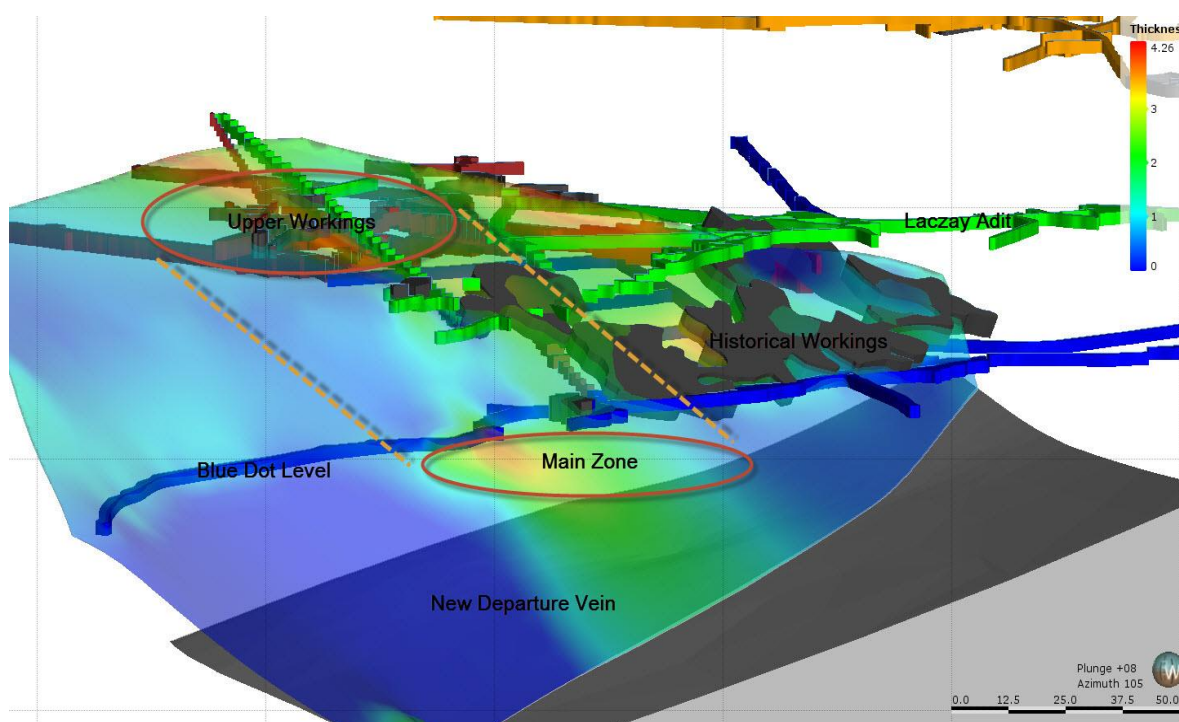 Thicknes
4.26
3
2
1
0
Upper Workings
Laczay Adit
Historical Workings
Main Zone
Blue Dot Level
New Departure Vein
Plunge +08
Azimuth 105
W
0.0 12.5 25.0 37.5 50.0